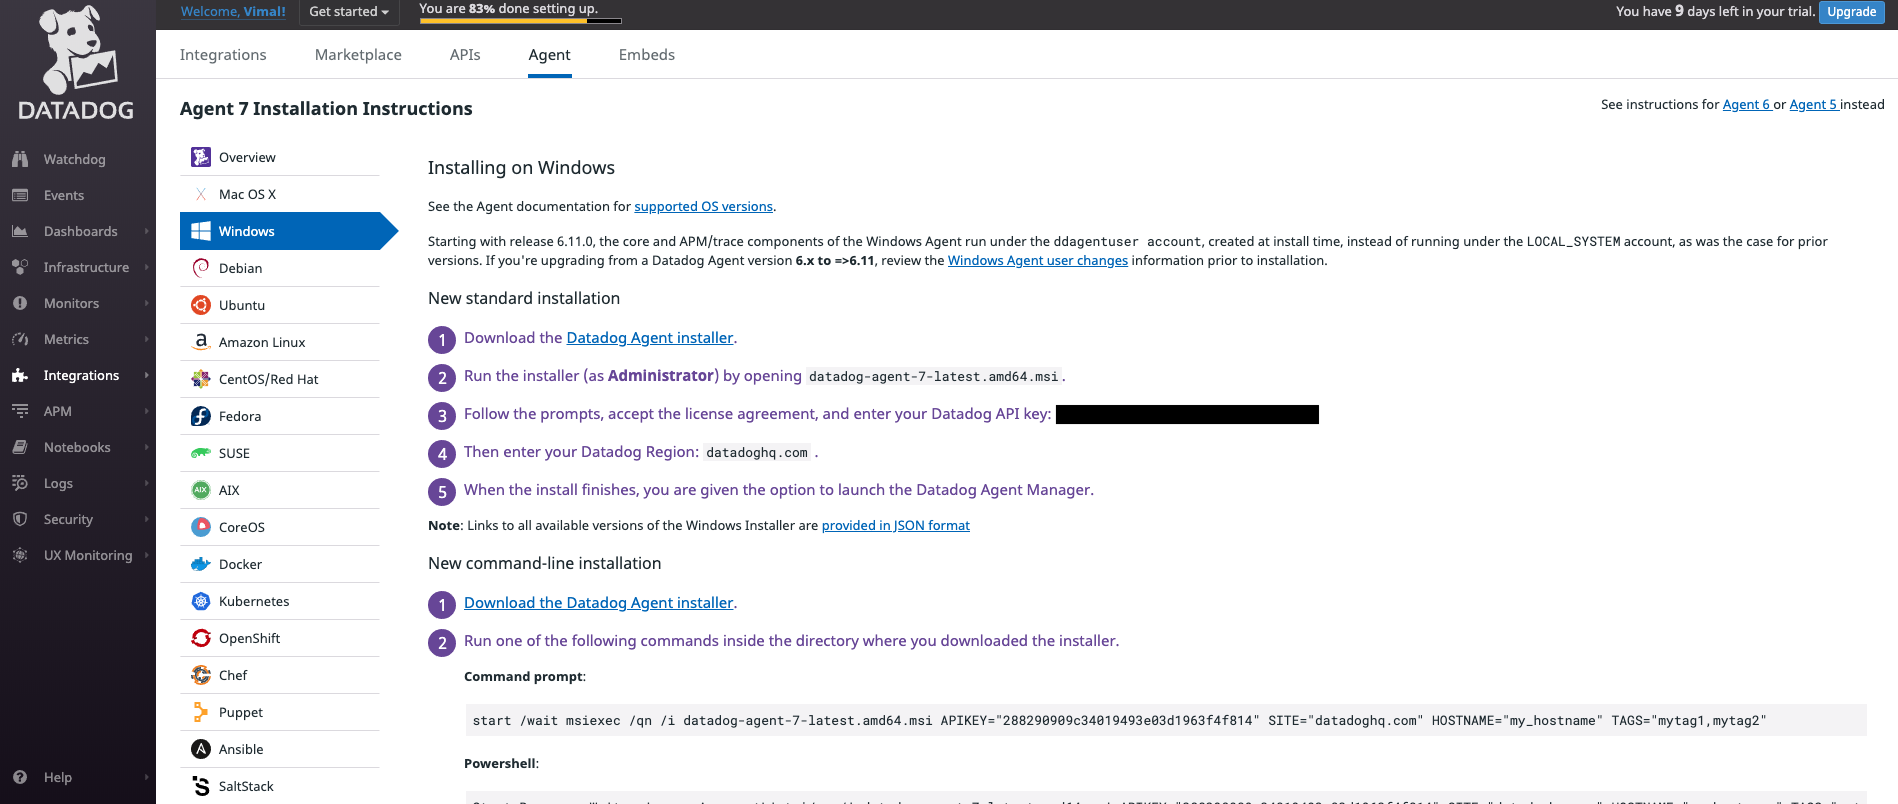 Welcome, Vimal!
Get started
You are 83% done setting up.
You have 9 days left in your trial.
Upgrade
DATADOG
Integrations
Marketplace
APIs
Agent
Embeds
Agent 7 Installation Instructions
See instructions for Agent 6 or Agent 5 instead
Watchdog
Events
Dashboards
Infrastructure
Monitors
Metrics
Integrations
APM
Notebooks
Logs
Security
UX Monitoring
Help
Overview
Mac OS X
Windows
Debian
Ubuntu
Amazon Linux
CentOS/Red Hat
Fedora
SUSE
AIX
AIX
CoreOS
Docker
Kubernetes
OpenShift
Chef
Puppet
Ansible
SaltStack
Installing on Windows
See the Agent documentation for supported OS versions.
Starting with release 6.11.0, the core and APM/trace components of the Windows Agent run under the ddagentuser account, created at install time, instead of running under the LOCAL_SYSTEM account, as was the case for prior
versions. If you're upgrading from a Datadog Agent version 6.x to =>6.11, review the Windows Agent user changes information prior to installation.
New standard installation
1 Download the Datadog Agent installer.
2 Run the installer (as Administrator) by opening datadog-agent-7-latest.amd64.msi.
3 Follow the prompts, accept the license agreement, and enter your Datadog API key:
4 Then enter your Datadog Region: datadoghq.com .
5 When the install finishes, you are given the option to launch the Datadog Agent Manager.
Note: Links to all available versions of the Windows Installer are provided in JSON format
New command-line installation
1 Download the Datadog Agent installer.
2 Run one of the following commands inside the directory where you downloaded the installer.
Command prompt:
start /wait msiexec /qn /i datadog-agent-7-latest.amd64.msi APIKEY="288290909c34019493e03d1963f4f814" SITE="datadoghq.com" HOSTNAME="my_hostname" TAGS="mytag1,mytag2"
Powershell: